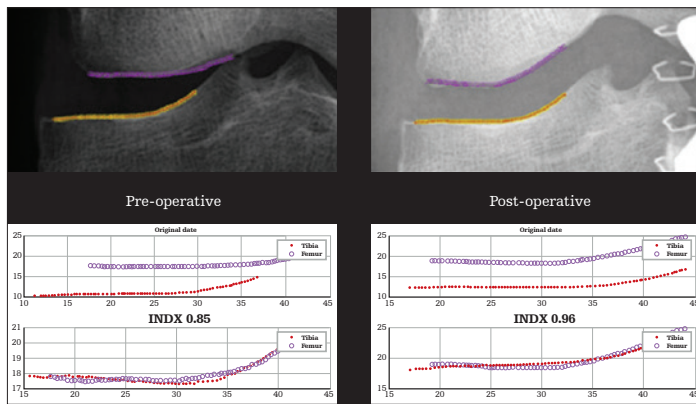 Pre-operative
Post-operative
Original date
25
20
15
10
Tibia
Femur
10 15 20 25 30 35 40 45
INDX 0.85
21
20
19
18
17
Tibia
Femur
15 20 25 30 35 40 45
Original date
25
20
15
10
Tibia
Femur
15 20 25 30 35 40 45
INDX 0.96
25
20
15
Tibia
Femur
15 20 25 30 35 40 45